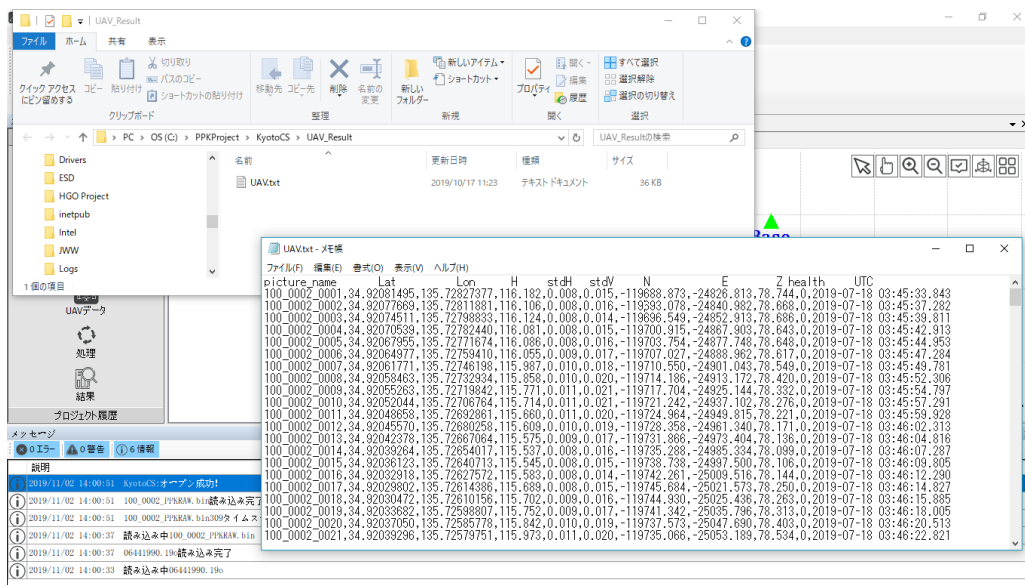 UAV_Result
ファイル ホーム 共有 表示
クイック アクセスにピン留めする
コピー
貼り付け
切り取り
パスのコピー
ショートカットの貼り付け
移動先
コピー先
削除
名前の変更
新しいフォルダー
新しいアイテム
ショートカット
プロパティ
開く
編集
履歴
すべて選択
選択解除
選択の切り替え
クリップボード 整理 新規 開く 選択
PC > OS (C:) > PPKProject > KyotoCS > UAV_Result
UAV_Resultの検索
Drivers
ESD
HGO Project
inetpub
Intel
JWW
Logs
名前 更新日時 種類 サイズ
UAV.txt 2019/10/17 11:23 テキスト ドキュメント 36 KB
1 個の項目
Base
UAVデータ
処理
結果
プロジェクト履歴
UAV.txt - メモ帳
ファイル(F) 編集(E) 書式(O) 表示(V) ヘルプ(H)
picture_name Lat Lon H stdH stdV N E Z health UTC
100_0002_0001,34.92081495,135.72827377,116.182,0.008,0.015,-119688.873,-24826.813,78.744,0,2019-07-18 03:45:33.843
100_0002_0002,34.92077669,135.72811881,116.106,0.008,0.016,-119393.078,-24840.982,78.668,0,2019-07-18 03:45:37.282
100_0002_0003,34.92074511,135.72798833,116.124,0.008,0.014,-119696.549,-24852.913,78.686,0,2019-07-18 03:45:39.811
100_0002_0004,34.92070539,135.72782440,116.081,0.008,0.015,-119700.915,-24867.903,78.643,0,2019-07-18 03:45:42.913
100_0002_0005,34.92067955,135.72771674,116.086,0.008,0.016,-119703.754,-24877.748,78.648,0,2019-07-18 03:45:44.953
100_0002_0006,34.92064977,135.72759410,116.055,0.009,0.017,-119707.027,-24888.962,78.617,0,2019-07-18 03:45:47.284
100_0002_0007,34.92061771,135.72746198,115.987,0.010,0.018,-119710.550,-24901.043,78.549,0,2019-07-18 03:45:49.781
100_0002_0008,34.92058463,135.72732934,115.858,0.010,0.020,-119714.186,-24913.172,78.420,0,2019-07-18 03:45:52.306
100_0002_0009,34.92055263,135.72719842,115.771,0.011,0.021,-119717.704,-24925.144,78.332,0,2019-07-18 03:45:54.797
100_0002_0010,34.92052044,135.72706764,115.714,0.011,0.021,-119721.242,-24937.102,78.276,0,2019-07-18 03:45:57.291
100_0002_0011,34.92048658,135.72692861,115.660,0.011,0.020,-119724.964,-24949.815,78.221,0,2019-07-18 03:45:59.928
100_0002_0012,34.92045570,135.72680258,115.609,0.010,0.019,-119728.358,-24961.340,78.171,0,2019-07-18 03:46:02.313
100_0002_0013,34.92042378,135.72667064,115.575,0.009,0.017,-119731.866,-24973.404,78.136,0,2019-07-18 03:46:04.816
100_0002_0014,34.92039264,135.72654017,115.537,0.008,0.016,-119735.288,-24985.334,78.099,0,2019-07-18 03:46:07.287
100_0002_0015,34.92036123,135.72640713,115.545,0.008,0.015,-119738.738,-24997.500,78.106,0,2019-07-18 03:46:09.805
100_0002_0016,34.92032918,135.72627572,115.583,0.008,0.014,-119742.261,-25009.516,78.144,0,2019-07-18 03:46:12.290
100_0002_0017,34.92029802,135.72614386,115.689,0.008,0.015,-119745.684,-25021.573,78.250,0,2019-07-18 03:46:14.827
100_0002_0018,34.92030472,135.72610156,115.702,0.009,0.016,-119744.930,-25025.436,78.263,0,2019-07-18 03:46:15.885
100_0002_0019,34.92033682,135.72598807,115.752,0.009,0.017,-119741.342,-25035.796,78.313,0,2019-07-18 03:46:18.005
100_0002_0020,34.92037050,135.72585778,115.842,0.010,0.019,-119737.573,-25047.690,78.403,0,2019-07-18 03:46:20.513
100_0002_0021,34.92039296,135.72579751,115.973,0.011,0.020,-119735.066,-25053.189,78.534,0,2019-07-18 03:46:22.821
メッセージ
0 エラー 0 警告 6 情報
説明
2019/11/02 14:00:51 KyotoCS:オープン成功!
2019/11/02 14:00:51 100_0002_PPKRAW.bin読み込み完了
2019/11/02 14:00:51 100_0002_PPKRAW.bin309タイムス
2019/11/02 14:00:37 読み込み中100_0002_PPKRAW.bin
2019/11/02 14:00:37 06441990.19o読み込み完了
2019/11/02 14:00:33 読み込み中06441990.19o